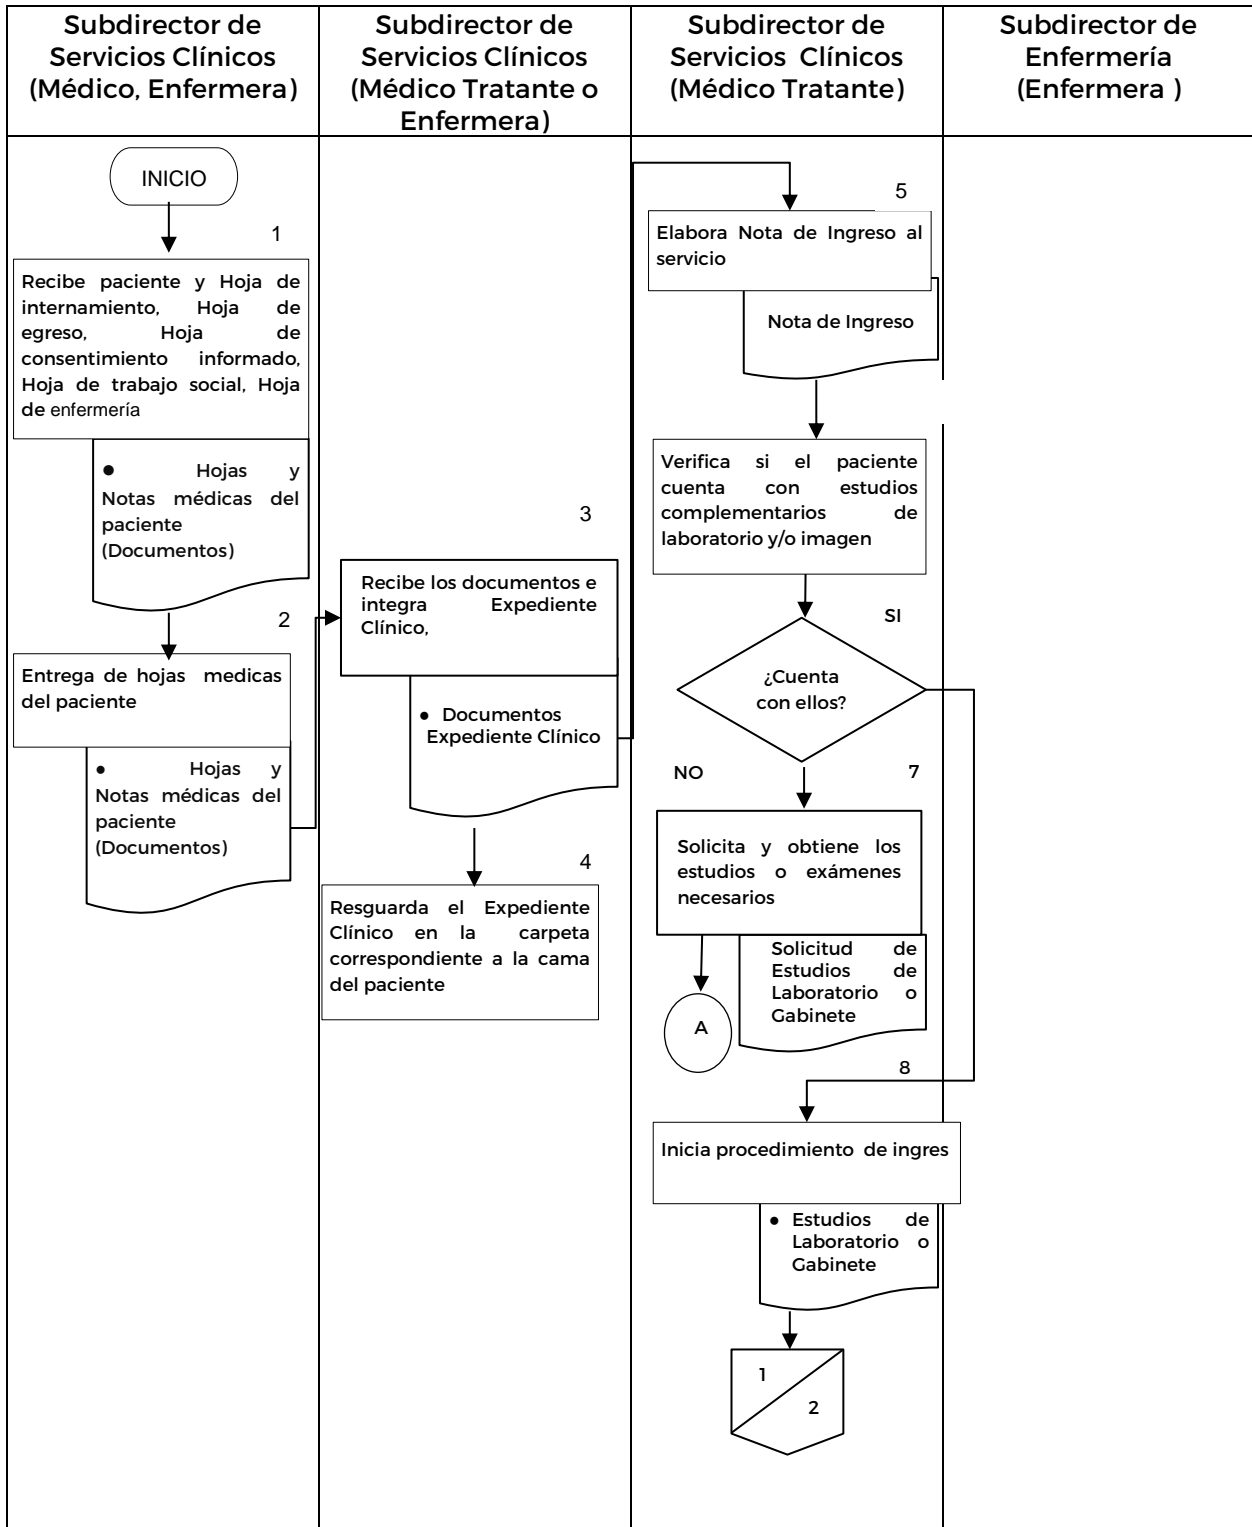 Subdirector de
Servicios Clínicos
(Médico, Enfermera)
Subdirector de
Servicios Clínicos
(Médico Tratante o
Enfermera)
Subdirector de
Servicios Clínicos
(Médico Tratante)
Subdirector de
Enfermería
(Enfermera )
INICIO
1
Recibe paciente y Hoja de
internamiento, Hoja de
egreso, Hoja de
consentimiento informado,
Hoja de trabajo social, Hoja
de enfermería
● Hojas y
Notas médicas del
paciente
(Documentos)
2
Entrega de hojas medicas
del paciente
● Hojas y
Notas médicas del
paciente
(Documentos)
3
Recibe los documentos e
integra Expediente
Clínico,
● Documentos
Expediente Clínico
4
Resguarda el Expediente
Clínico en la carpeta
correspondiente a la cama
del paciente
5
Elabora Nota de Ingreso al
servicio
Nota de Ingreso
Verifica si el paciente
cuenta con estudios
complementarios de
laboratorio y/o imagen
SI
¿Cuenta
con ellos?
NO
7
Solicita y obtiene los
estudios o exámenes
necesarios
Solicitud de
Estudios de
Laboratorio o
Gabinete
A
8
Inicia procedimiento de ingres
● Estudios de
Laboratorio o
Gabinete
1
2